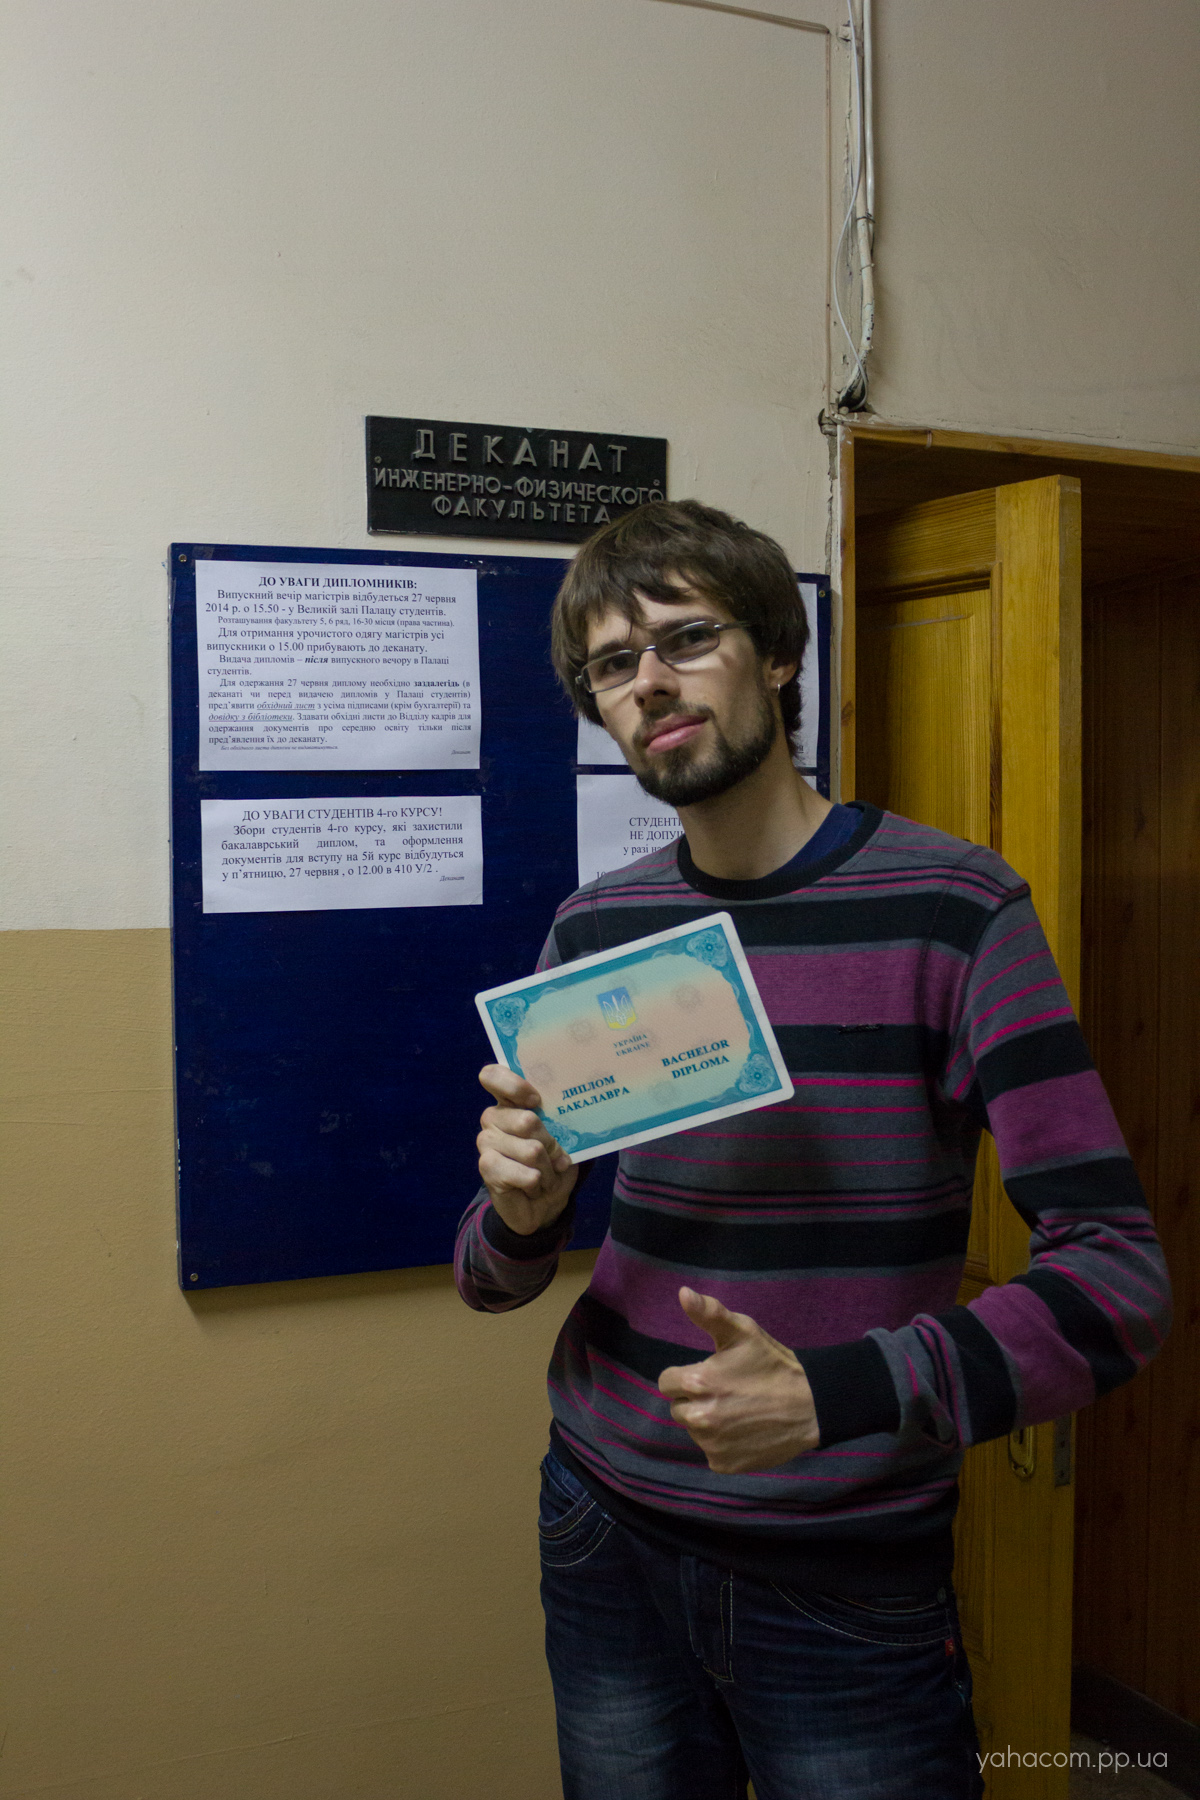 ДЕКАНАТ
ИНЖЕНЕРНО-ФИЗИЧЕСКОГО
ФАКУЛЬТЕТА
ДО УВАГИ ДИПЛОМНИКІВ:
Випускний вечір магістрів відбудеться 27 червня
2014 р. о 15.50 - у Великій залі Палацу студентів.
Розташування факультету 5, 6 ряд, 16-30 місця (права частина).
Для отримання урочистого одягу магістрів усі
випускники о 15.00 прибувають до деканату.
Видача дипломів – після випускного вечору в Палаці
студентів.
Для одержання 27 червня диплому необхідно заздалегідь (в
деканаті чи перед видачею дипломів у Палаці студентів)
пред'явити обхідний лист з усіма підписами (крім бухгалтерії) та
довідку з бібліотеки. Здавати обхідні листи до Відділу кадрів для
одержання документів про середню освіту тільки після
пред'явлення їх до деканату.
Без обхідного листа дипломи не видаватимуться.
Деканат
ДО УВАГИ СТУДЕНТІВ 4-го КУРСУ!
Збори студентів 4-го курсу, які захистили
бакалаврський диплом, та оформлення
документів для вступу на 5й курс відбудуться
у п'ятницю, 27 червня , о 12.00 в 410 У/2 .
Деканат
СТУДЕНТ
НЕ ДОПУ
у разі
УКРАЇНА
UKRAINE
ДИПЛОМ
БАКАЛАВРА
BACHELOR
DIPLOMA
yahacom.pp.ua